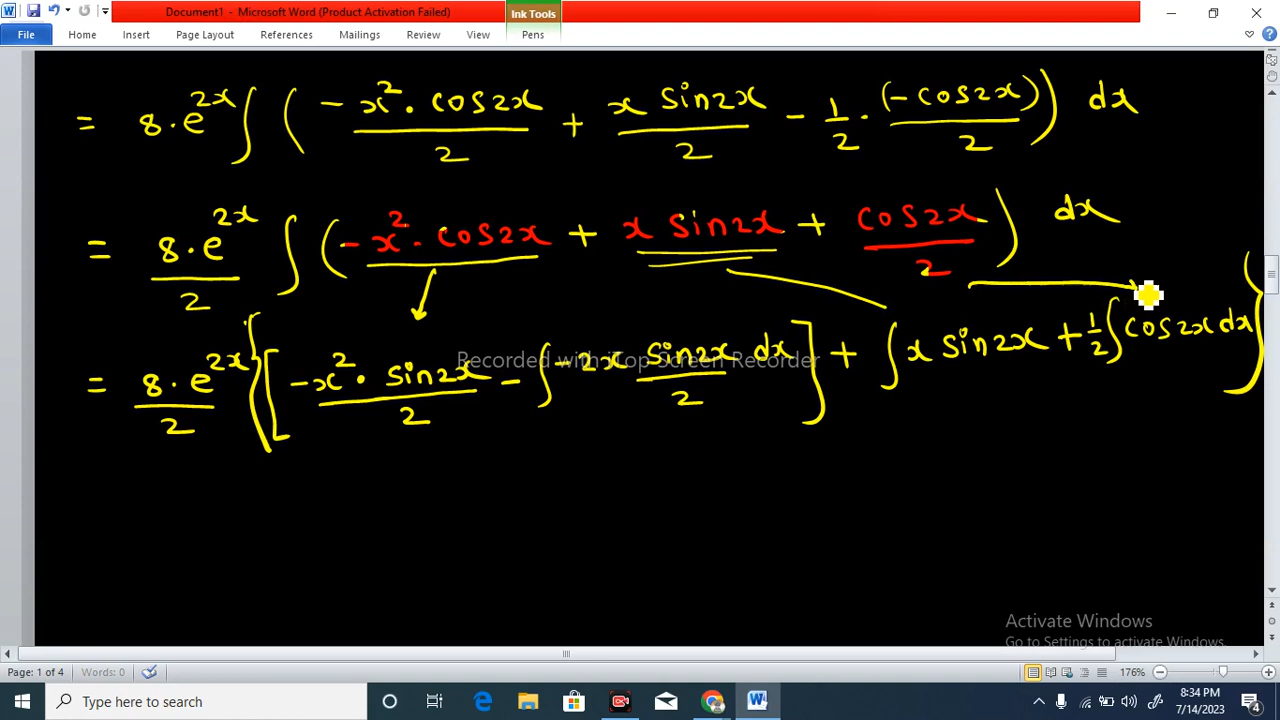 Document1 - Microsoft Word (Product Activation Failed)
Ink Tools
File Home Insert Page Layout References Mailings Review View Pens
= 8·e^{2x} ∫ ( -x²·cos2x/2 + x sin2x/2 - 1/2 · (-cos2x)/2 ) dx
= 8·e^{2x}/2 ∫ ( -x²·cos2x + x sin2x + cos2x/2 ) dx
= 8·e^{2x}/2 { [ -x²·sin2x/2 - ∫ -2x sin2x/2 dx ] + ∫ x sin2x + 1/2 ∫ cos2x dx }
Recorded with iTop Screen Recorder
Activate Windows
Go to Settings to activate Windows.
Page: 1 of 4 Words: 0 176%
Type here to search
8:34 PM
7/14/2023
4